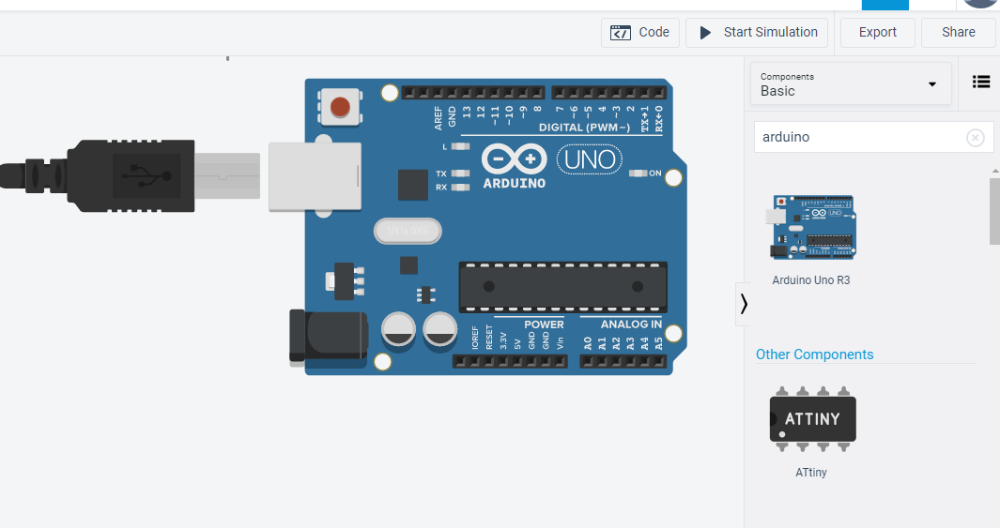 Code
Start Simulation
Export
Share
Components
Basic
arduino
Arduino Uno R3
Other Components
ATTINY
ATtiny
AREF
GND
13
12
~11
~10
~9
8
7
~6
~5
4
~3
2
TX→1
RX←0
DIGITAL (PWM~)
L
TX
RX
UNO
ARDUINO
ON
POWER
ANALOG IN
IOREF
RESET
3.3V
5V
GND
GND
Vin
A0
A1
A2
A3
A4
A5